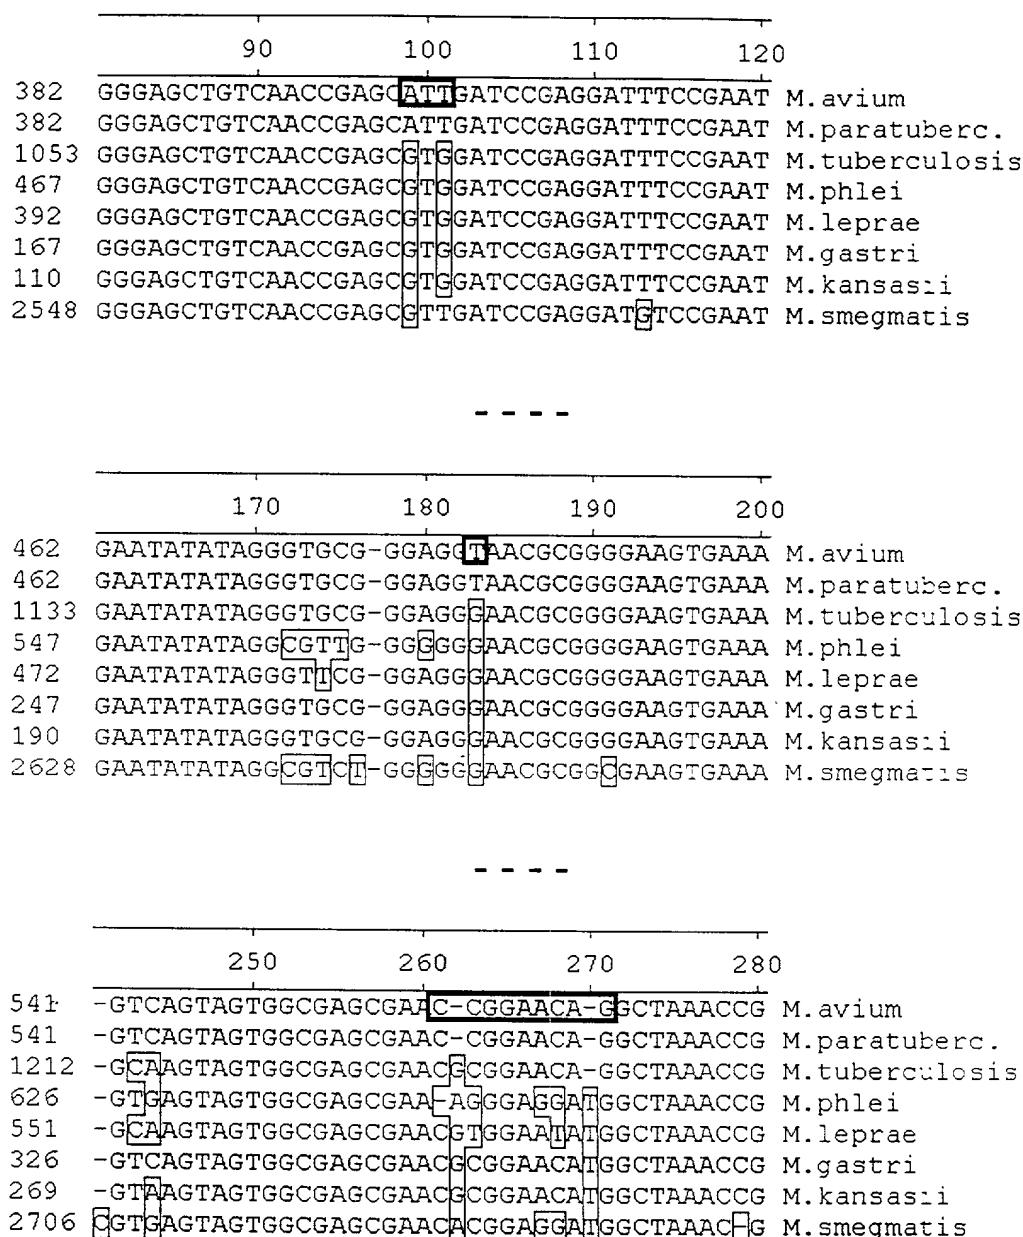 90 100 110 120
382 GGGAGCTGTCAACCGAGCATTGATCCGAGGATTTCCGAAT M.avium
382 GGGAGCTGTCAACCGAGCATTGATCCGAGGATTTCCGAAT M.paratuberc.
1053 GGGAGCTGTCAACCGAGCGTGGATCCGAGGATTTCCGAAT M.tuberculosis
467 GGGAGCTGTCAACCGAGCGTGGATCCGAGGATTTCCGAAT M.phlei
392 GGGAGCTGTCAACCGAGCGTGGATCCGAGGATTTCCGAAT M.leprae
167 GGGAGCTGTCAACCGAGCGTGGATCCGAGGATTTCCGAAT M.gastri
110 GGGAGCTGTCAACCGAGCGTGGATCCGAGGATTTCCGAAT M.kansasii
2548 GGGAGCTGTCAACCGAGCGTTGATCCGAGGATGTCCGAAT M.smegmatis
- - - -
170 180 190 200
462 GAATATATAGGGTGCG-GGAGGTAACGCGGGGAAGTGAAA M.avium
462 GAATATATAGGGTGCG-GGAGGTAACGCGGGGAAGTGAAA M.paratuberc.
1133 GAATATATAGGGTGCG-GGAGGGAACGCGGGGAAGTGAAA M.tuberculosis
547 GAATATATAGGCGTTG-GGGGGGAACGCGGGGAAGTGAAA M.phlei
472 GAATATATAGGGTTCG-GGAGGGAACGCGGGGAAGTGAAA M.leprae
247 GAATATATAGGGTGCG-GGAGGGAACGCGGGGAAGTGAAA M.gastri
190 GAATATATAGGGTGCG-GGAGGGAACGCGGGGAAGTGAAA M.kansasii
2628 GAATATATAGGCGTCT-GGGGGGAACGCGGCGAAGTGAAA M.smegmatis
- - - -
250 260 270 280
541 -GTCAGTAGTGGCGAGCGAAC-CGGAACA-GGCTAAACCG M.avium
541 -GTCAGTAGTGGCGAGCGAAC-CGGAACA-GGCTAAACCG M.paratuberc.
1212 -GCAAGTAGTGGCGAGCGAACGCGGAACA-GGCTAAACCG M.tuberculosis
626 -GTGAGTAGTGGCGAGCGAA-AGGGAGGATGGCTAAACCG M.phlei
551 -GCAAGTAGTGGCGAGCGAACGTGGAATATGGCTAAACCG M.leprae
326 -GTCAGTAGTGGCGAGCGAACGCGGAACATGGCTAAACCG M.gastri
269 -GTAAGTAGTGGCGAGCGAACGCGGAACATGGCTAAACCG M.kansasii
2706 CGTGAGTAGTGGCGAGCGAACACGGAGGATGGCTAAAC-G M.smegmatis